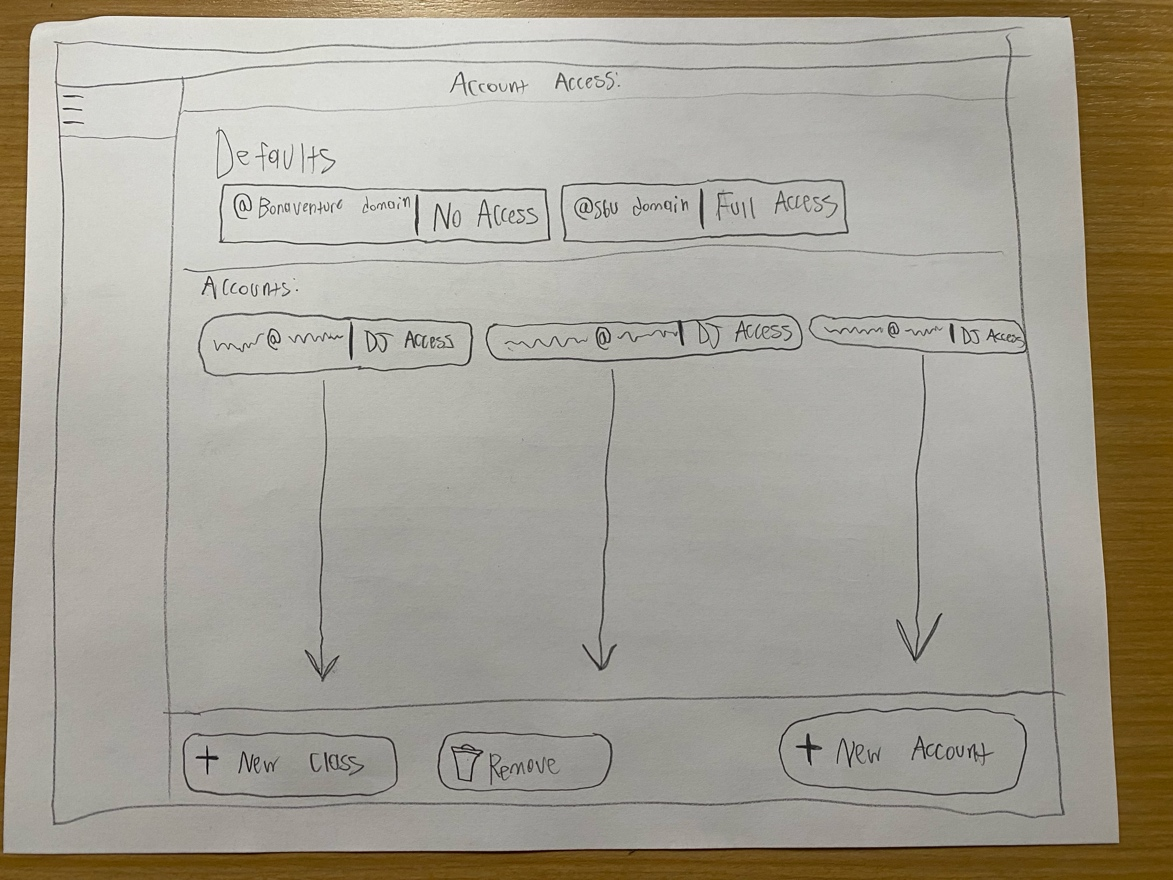 Account Access:
Defaults
@Bonaventure domain | No Access
@sbu domain | Full Access
Accounts:
@ | DJ Access
@ | DJ Access
@ | DJ Access
+ New Class
Remove
+ New Account